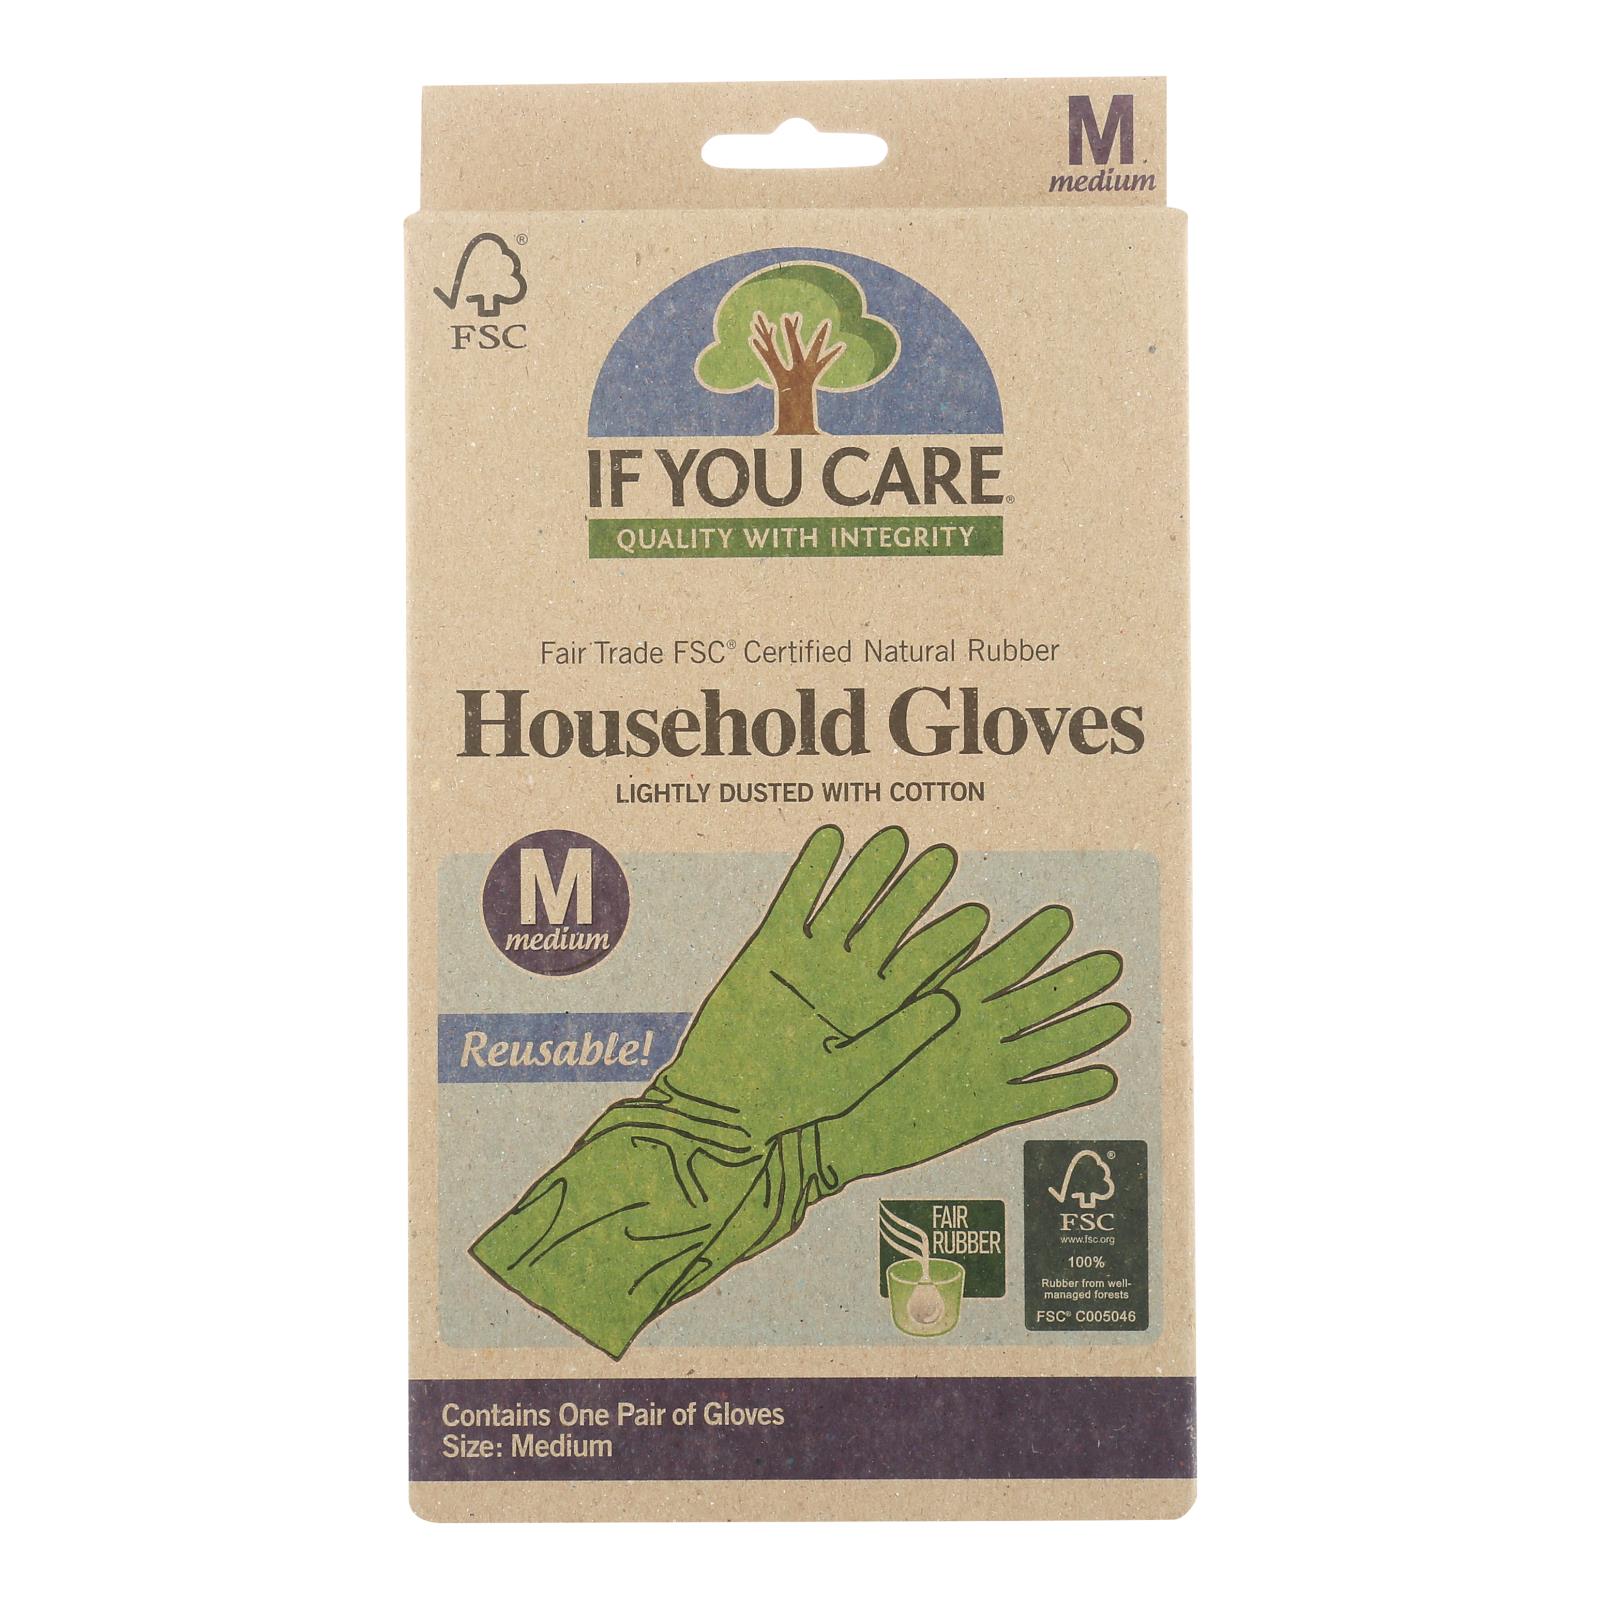 M
medium
®
FSC
IF YOU CARE®
QUALITY WITH INTEGRITY
Fair Trade FSC® Certified Natural Rubber
Household Gloves
LIGHTLY DUSTED WITH COTTON
M
medium
Reusable!
FAIR
RUBBER
®
FSC
www.fsc.org
100%
Rubber from well-
managed forests
FSC® C005046
Contains One Pair of Gloves
Size: Medium